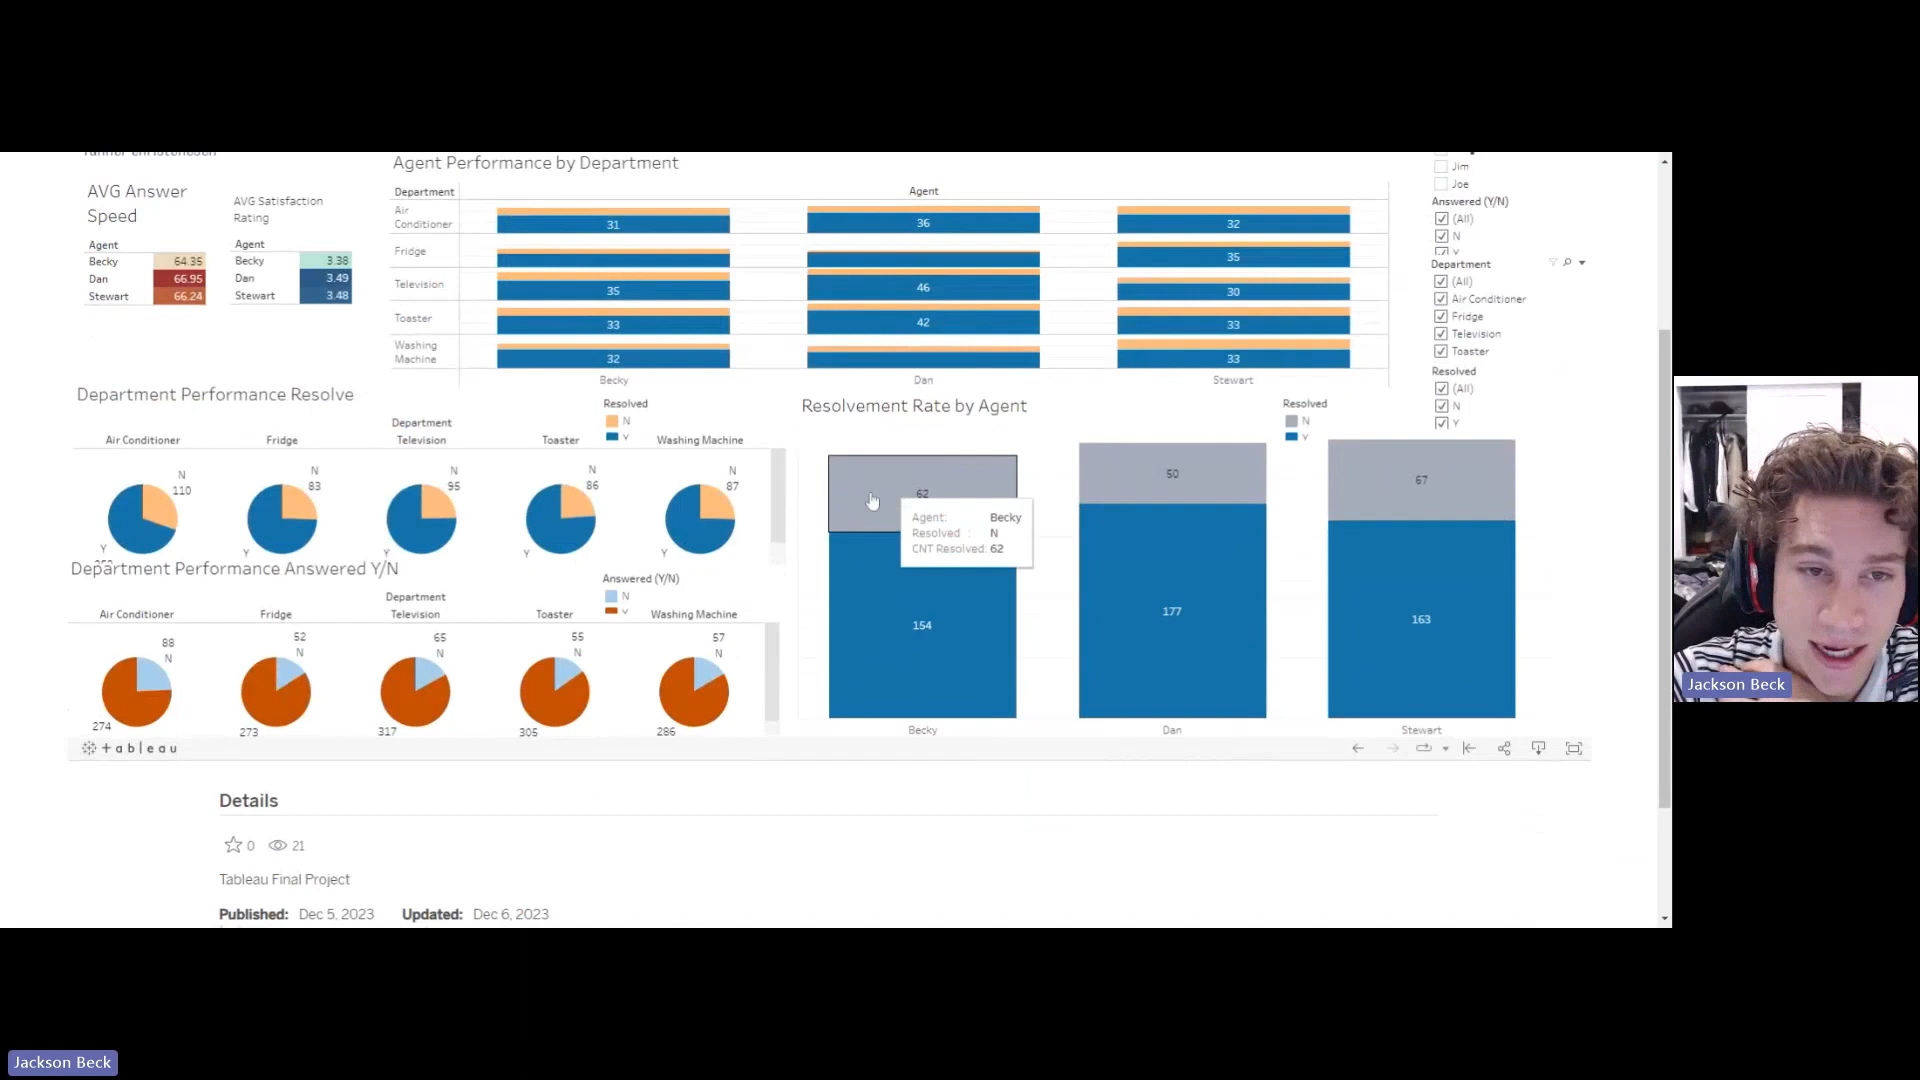 Agent Performance by Department
AVG Answer
Speed
Agent
Becky 64.35
Dan 66.95
Stewart 66.24
AVG Satisfaction
Rating
Agent
Becky 3.38
Dan 3.49
Stewart 3.48
Department Agent
Air
Conditioner 31 36 32
Fridge 35
Television 35 46 30
Toaster 33 42 33
Washing
Machine 32 33
Becky Dan Stewart
Jim
Joe
Answered (Y/N)
(All)
N
Department
(All)
Air Conditioner
Fridge
Television
Toaster
Resolved
(All)
N
Y
Department Performance Resolve
Resolved
N
Y
Department
Air Conditioner Fridge Television Toaster Washing Machine
N N N N N
110 83 95 86 87
Y Y Y Y Y
Department Performance Answered Y/N
Answered (Y/N)
N
Y
Department
Air Conditioner Fridge Television Toaster Washing Machine
88 52 65 55 57
N N N N N
274 273 317 305 286
Resolvement Rate by Agent
Resolved
N
Y
62 50 67
Agent: Becky
Resolved : N
CNT Resolved: 62
154 177 163
Becky Dan Stewart
+ a b | e a u
Details
0 21
Tableau Final Project
Published: Dec 5, 2023 Updated: Dec 6, 2023
Jackson Beck
Jackson Beck